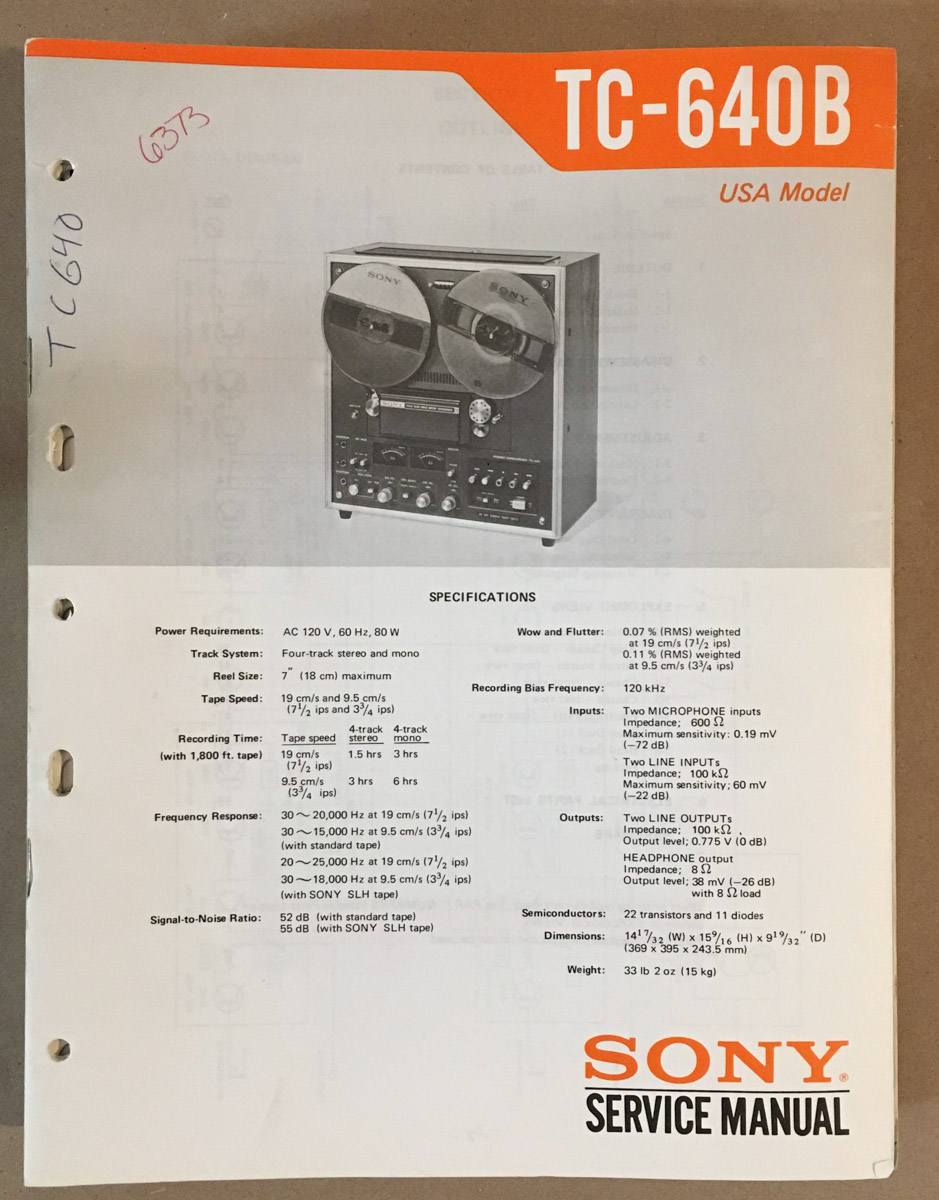 TC-640B
USA Model
6373
TC640
SONY
SONY
SONY
SPECIFICATIONS
Power Requirements: AC 120 V, 60 Hz, 80 W
Track System: Four-track stereo and mono
Reel Size: 7″ (18 cm) maximum
Tape Speed: 19 cm/s and 9.5 cm/s
(7 1/2 ips and 3 3/4 ips)
Recording Time: Tape speed 4-track stereo 4-track mono
(with 1,800 ft. tape) 19 cm/s 1.5 hrs 3 hrs
(7 1/2 ips)
9.5 cm/s 3 hrs 6 hrs
(3 3/4 ips)
Frequency Response: 30 ~ 20,000 Hz at 19 cm/s (7 1/2 ips)
30 ~ 15,000 Hz at 9.5 cm/s (3 3/4 ips)
(with standard tape)
20 ~ 25,000 Hz at 19 cm/s (7 1/2 ips)
30 ~ 18,000 Hz at 9.5 cm/s (3 3/4 ips)
(with SONY SLH tape)
Signal-to-Noise Ratio: 52 dB (with standard tape)
55 dB (with SONY SLH tape)
Wow and Flutter: 0.07 % (RMS) weighted
at 19 cm/s (7 1/2 ips)
0.11 % (RMS) weighted
at 9.5 cm/s (3 3/4 ips)
Recording Bias Frequency: 120 kHz
Inputs: Two MICROPHONE inputs
Impedance; 600 Ω
Maximum sensitivity: 0.19 mV
(−72 dB)
Two LINE INPUTs
Impedance; 100 kΩ
Maximum sensitivity; 60 mV
(−22 dB)
Outputs: Two LINE OUTPUTs
Impedance; 100 kΩ
Output level; 0.775 V (0 dB)
HEADPHONE output
Impedance; 8 Ω
Output level; 38 mV (−26 dB)
with 8 Ω load
Semiconductors: 22 transistors and 11 diodes
Dimensions: 14 17/32 (W) x 15 9/16 (H) x 9 19/32″ (D)
(369 x 395 x 243.5 mm)
Weight: 33 lb 2 oz (15 kg)
SONY®
SERVICE MANUAL